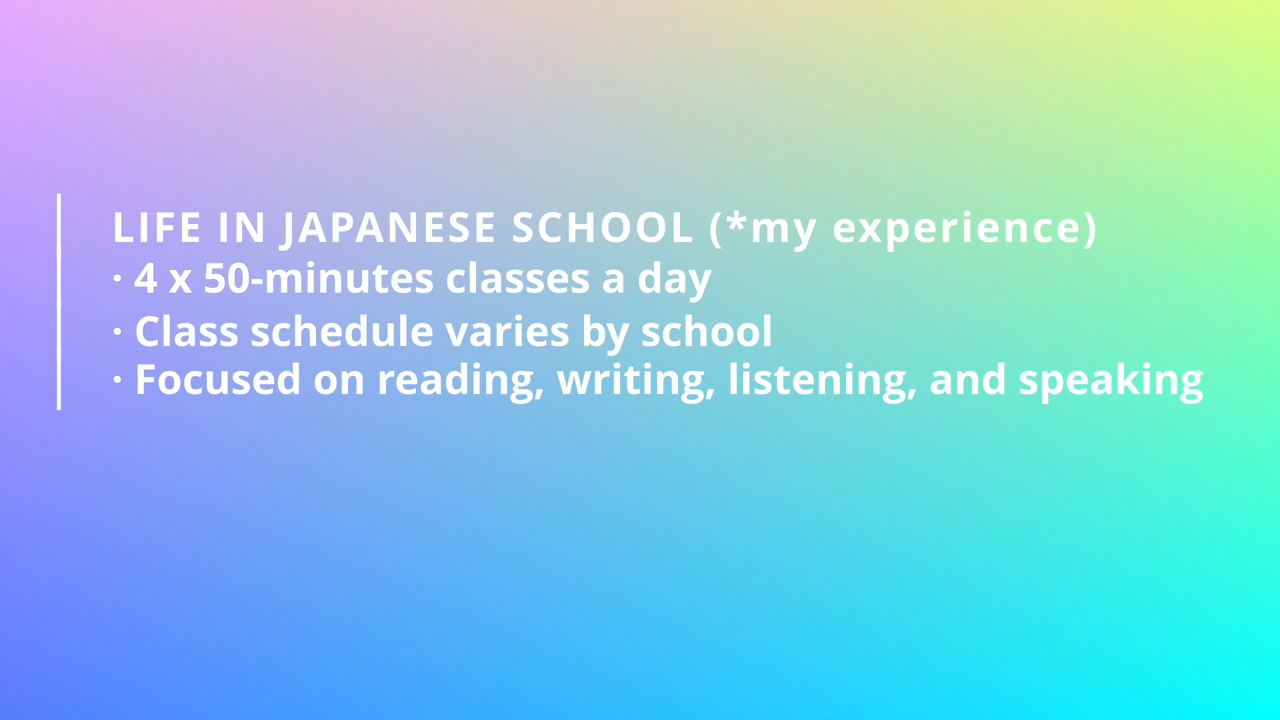 LIFE IN JAPANESE SCHOOL (*my experience)
· 4 x 50-minutes classes a day
· Class schedule varies by school
· Focused on reading, writing, listening, and speaking